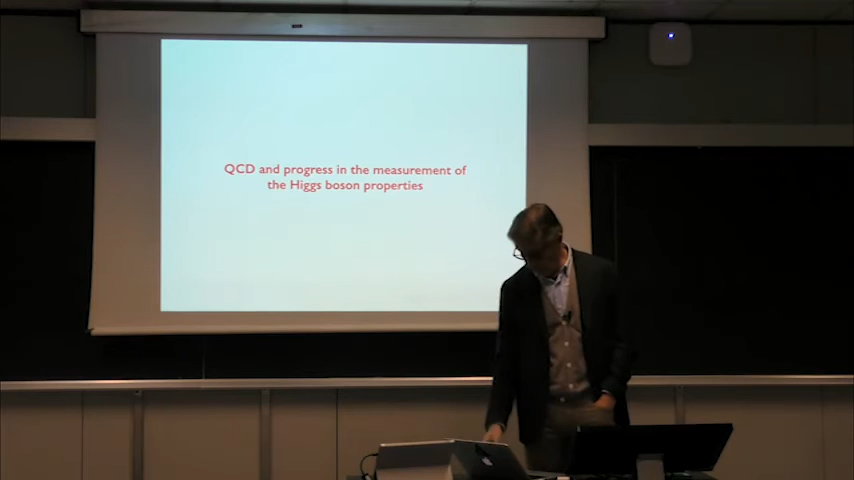 QCD and progress in the measurement of
the Higgs boson properties